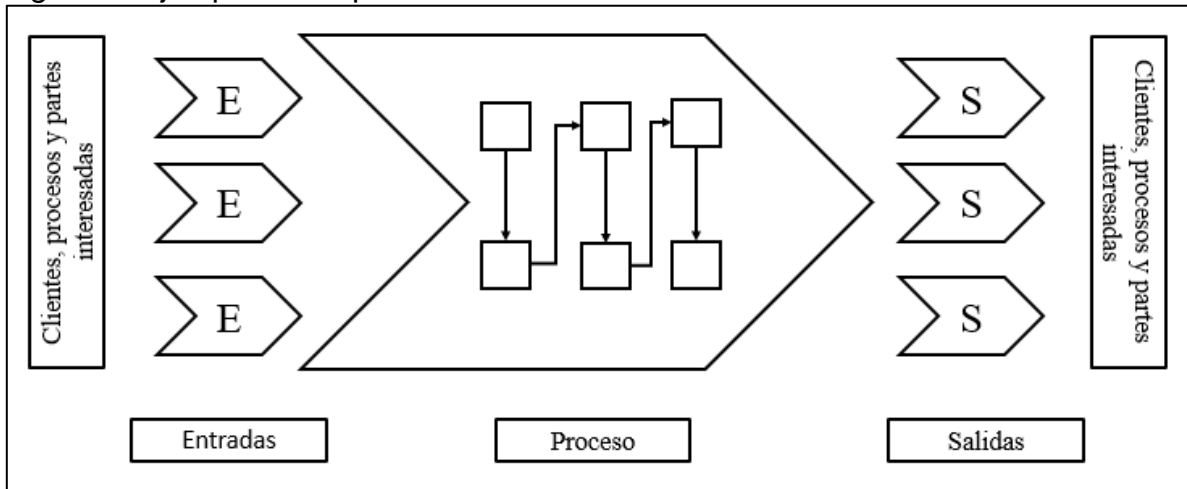 Clientes, procesos y partes
interesadas
E
E
E
S
S
S
Clientes, procesos y partes
interesadas
Entradas
Proceso
Salidas